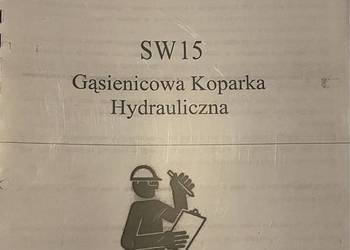 SW15
Gąsienicowa Koparka
Hydrauliczna